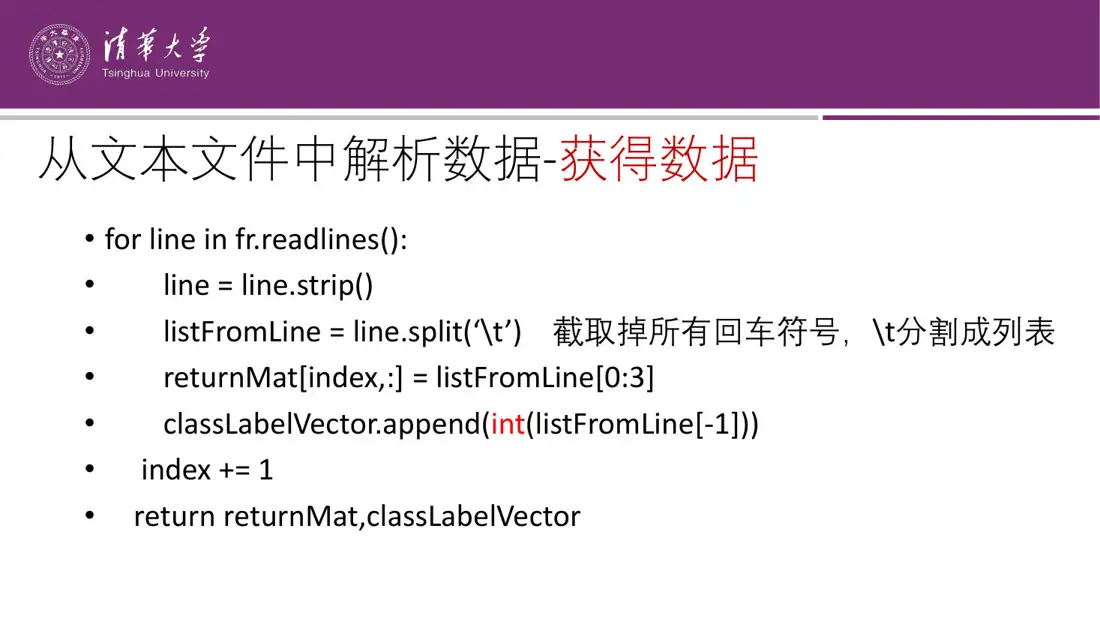 清华大学
Tsinghua University
从文本文件中解析数据-获得数据
• for line in fr.readlines():
• line = line.strip()
• listFromLine = line.split(‘\t’) 截取掉所有回车符号，\t分割成列表
• returnMat[index,:] = listFromLine[0:3]
• classLabelVector.append(int(listFromLine[-1]))
• index += 1
• return returnMat,classLabelVector